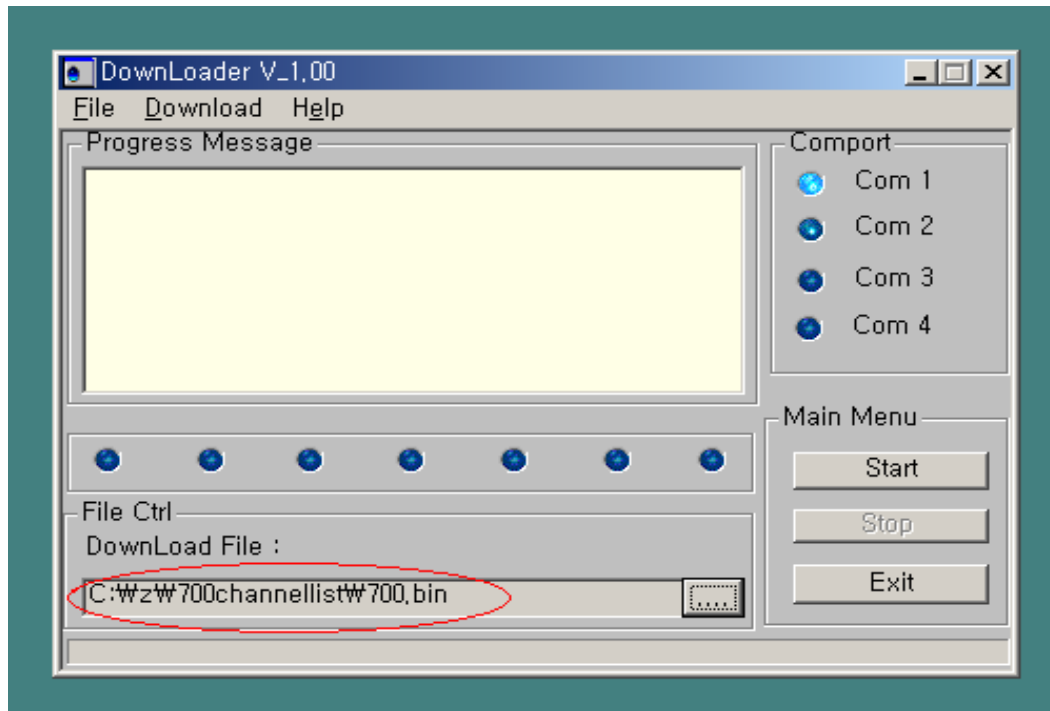 DownLoader V_1,00
File Download Help
Progress Message
Comport
Com 1
Com 2
Com 3
Com 4
Main Menu
Start
Stop
Exit
File Ctrl
DownLoad File :
C:₩z₩700channellist₩700,bin
.....